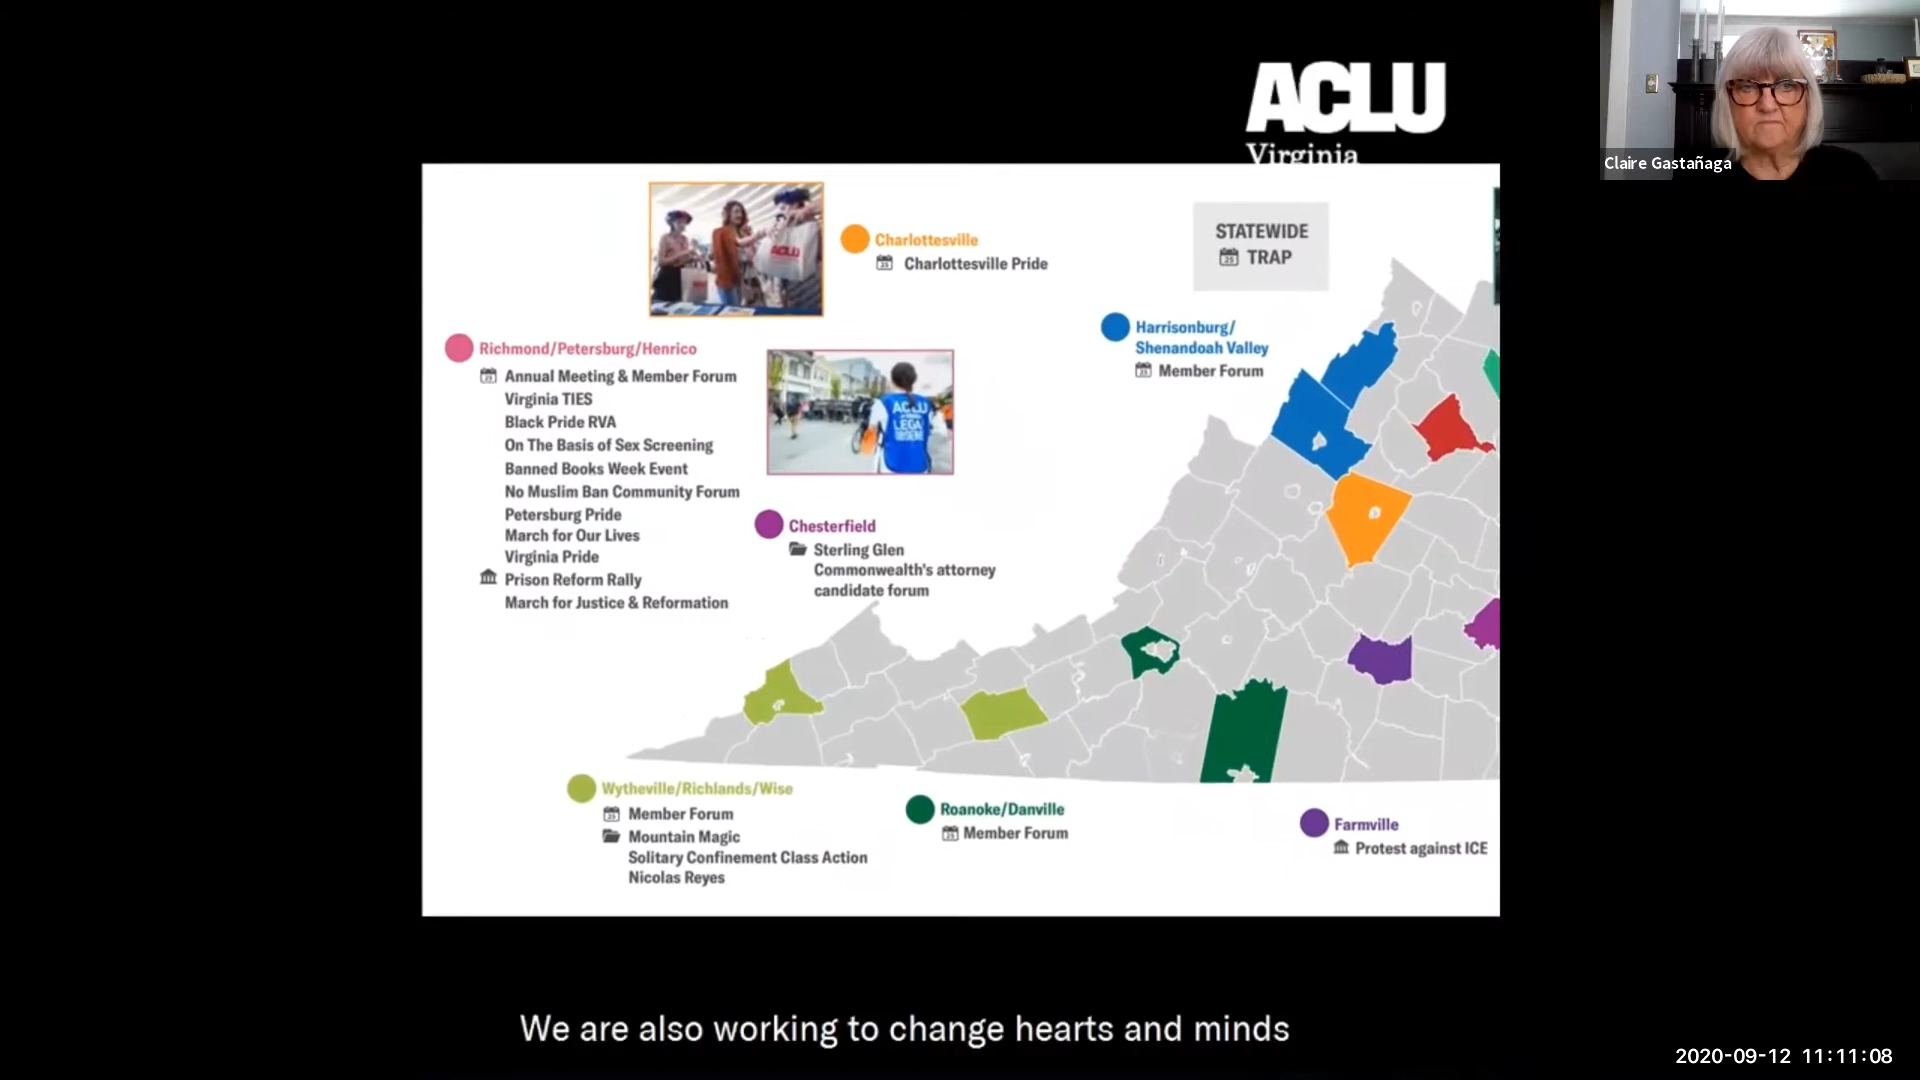 ACLU
Virginia
Claire Gastañaga
ACLU
Charlottesville
Charlottesville Pride
STATEWIDE
TRAP
Harrisonburg/
Shenandoah Valley
Member Forum
Richmond/Petersburg/Henrico
Annual Meeting & Member Forum
Virginia TIES
Black Pride RVA
On The Basis of Sex Screening
Banned Books Week Event
No Muslim Ban Community Forum
Petersburg Pride
March for Our Lives
Virginia Pride
Prison Reform Rally
March for Justice & Reformation
ACLU
LEGA
Chesterfield
Sterling Glen
Commonwealth's attorney
candidate forum
Wytheville/Richlands/Wise
Member Forum
Mountain Magic
Solitary Confinement Class Action
Nicolas Reyes
Roanoke/Danville
Member Forum
Farmville
Protest against ICE
We are also working to change hearts and minds
2020-09-12 11:11:08